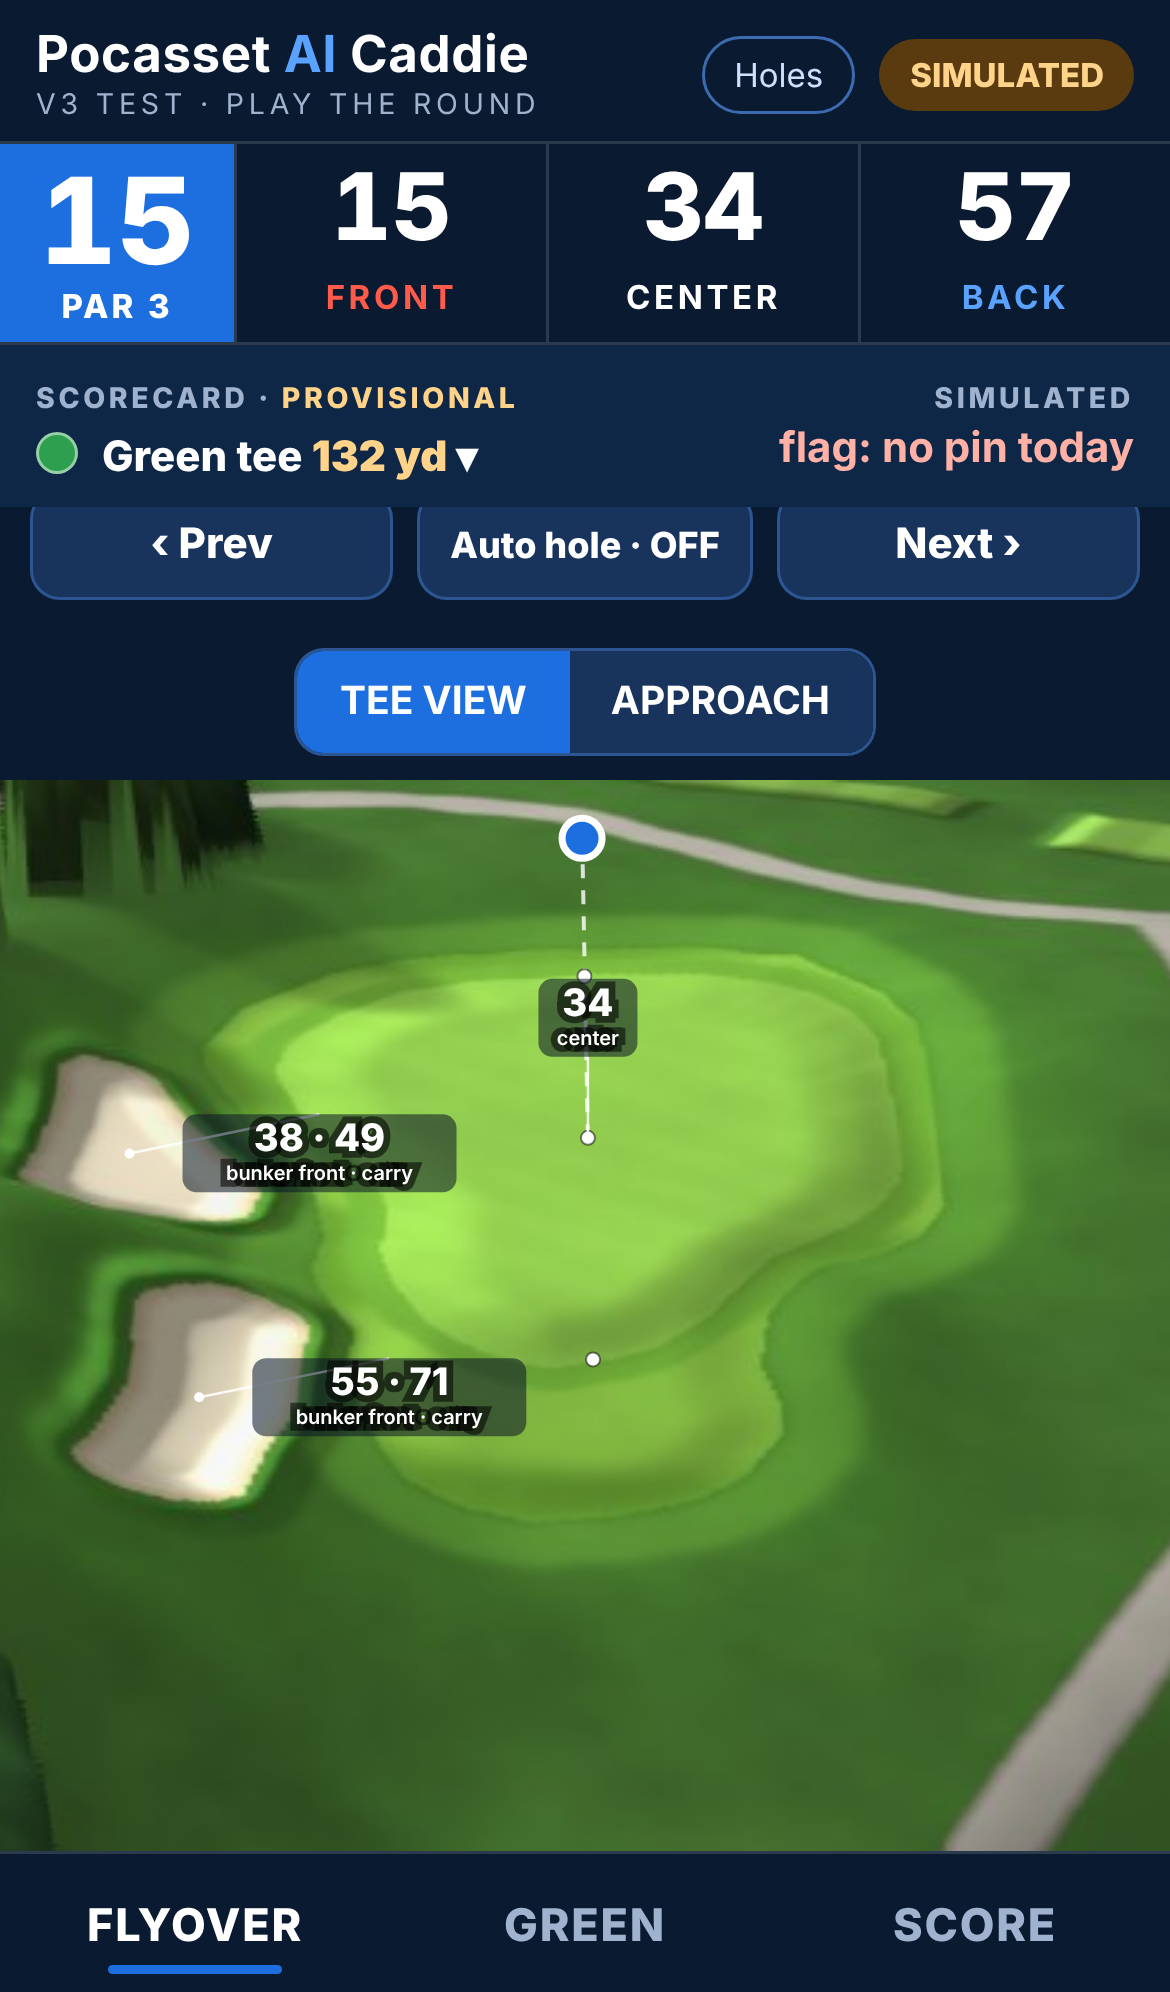 Pocasset AI Caddie
V3 TEST · PLAY THE ROUND
Holes
SIMULATED
15
PAR 3
15
FRONT
34
CENTER
57
BACK
SCORECARD · PROVISIONAL
Green tee 132 yd ▼
SIMULATED
flag: no pin today
‹ Prev
Auto hole · OFF
Next ›
TEE VIEW
APPROACH
34
center
38 · 49
bunker front · carry
55 · 71
bunker front · carry
FLYOVER
GREEN
SCORE